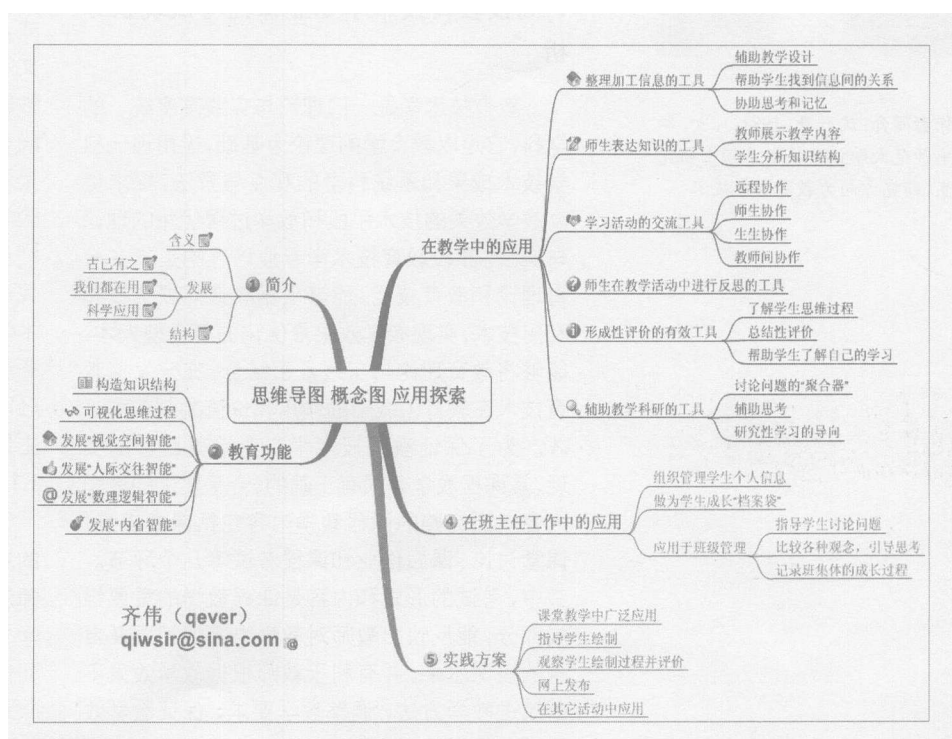 思维导图 概念图 应用探索
❶ 简介
含义
发展
古已有之
我们都在用
科学应用
结构
❷ 教育功能
构造知识结构
可视化思维过程
发展“视觉空间智能”
发展“人际交往智能”
@ 发展“数理逻辑智能”
发展“内省智能”
在教学中的应用
整理加工信息的工具
辅助教学设计
帮助学生找到信息间的关系
协助思考和记忆
师生表达知识的工具
教师展示教学内容
学生分析知识结构
学习活动的交流工具
远程协作
师生协作
生生协作
教师间协作
师生在教学活动中进行反思的工具
形成性评价的有效工具
了解学生思维过程
总结性评价
帮助学生了解自己的学习
辅助教学科研的工具
讨论问题的“聚合器”
辅助思考
研究性学习的导向
❹ 在班主任工作中的应用
组织管理学生个人信息
做为学生成长“档案袋”
应用于班级管理
指导学生讨论问题
比较各种观念，引导思考
记录班集体的成长过程
❺ 实践方案
课堂教学中广泛应用
指导学生绘制
观察学生绘制过程并评价
网上发布
在其它活动中应用
齐伟（qever）
qiwsir@sina.com